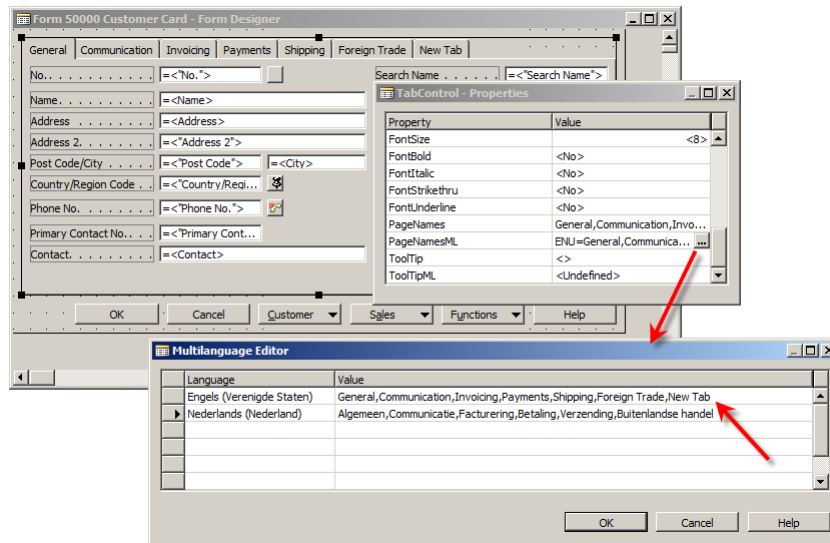 Form 50000 Customer Card - Form Designer
General Communication Invoicing Payments Shipping Foreign Trade New Tab
No. . . . . . . . . . . . =<"No."> Search Name . . . . . . =<"Search Name">
Name. . . . . . . . . . . =<Name>
Address . . . . . . . . . =<Address>
Address 2. . . . . . . . =<"Address 2">
Post Code/City . . . . . =<"Post Code"> =<City>
Country/Region Code . . =<"Country/Regi...
Phone No. . . . . . . . . =<"Phone No.">
Primary Contact No. . . . =<"Primary Cont...
Contact. . . . . . . . . . =<Contact>
OK Cancel Customer Sales Functions Help
TabControl - Properties
Property Value
FontSize <8>
FontBold <No>
FontItalic <No>
FontStrikethru <No>
FontUnderline <No>
PageNames General,Communication,Invo...
PageNamesML ENU=General,Communica... ...
ToolTip <>
ToolTipML <Undefined>
Multilanguage Editor
Language Value
Engels (Verenigde Staten) General,Communication,Invoicing,Payments,Shipping,Foreign Trade,New Tab
Nederlands (Nederland) Algemeen,Communicatie,Facturering,Betaling,Verzending,Buitenlandse handel
OK Cancel Help